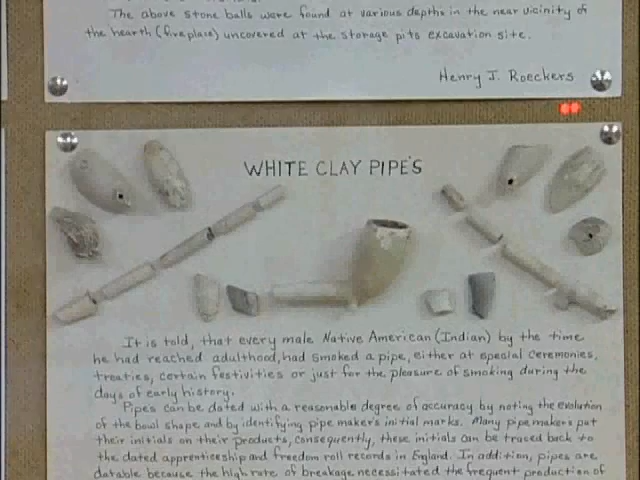 The above stone balls were found at various depths in the near vicinity of
the hearth (fireplace) uncovered at the storage pits excavation site.
Henry J. Roeckers
WHITE CLAY PIPE'S
It is told, that every male Native American (Indian) by the time
he had reached adulthood, had smoked a pipe, either at special ceremonies,
treaties, certain festivities or just for the pleasure of smoking during the
days of early history.
Pipes can be dated with a reasonable degree of accuracy by noting the evolution
of the bowl shape and by identifying pipe maker's initial marks. Many pipe makers put
their initials on their products, consequently, these initials can be traced back to
the dated apprenticeship and freedom roll records in England. In addition, pipes are
datable because the high rate of breakage necessitated the frequent production of